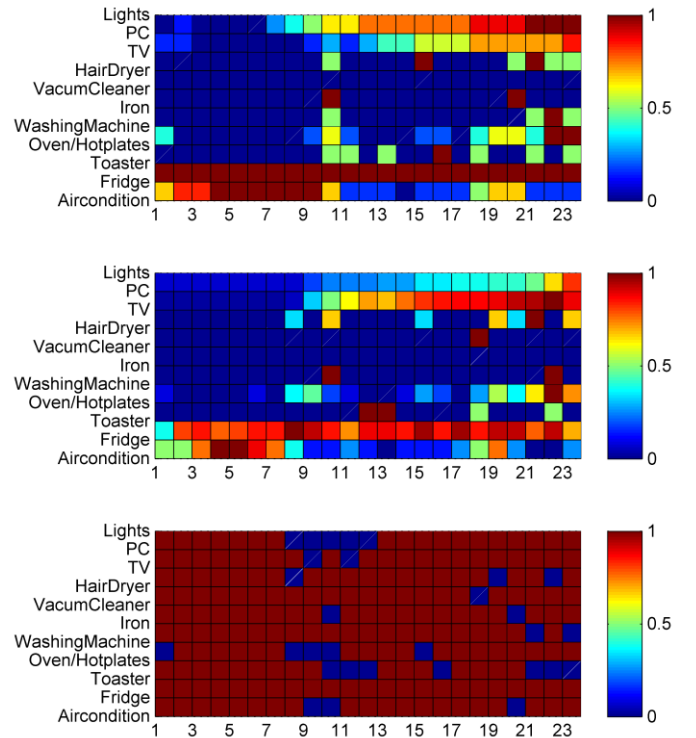 Lights
PC
TV
HairDryer
VacumCleaner
Iron
WashingMachine
Oven/Hotplates
Toaster
Fridge
Aircondition
1 3 5 7 9 11 13 15 17 19 21 23
1
0.5
0
Lights
PC
TV
HairDryer
VacumCleaner
Iron
WashingMachine
Oven/Hotplates
Toaster
Fridge
Aircondition
1 3 5 7 9 11 13 15 17 19 21 23
1
0.5
0
Lights
PC
TV
HairDryer
VacumCleaner
Iron
WashingMachine
Oven/Hotplates
Toaster
Fridge
Aircondition
1 3 5 7 9 11 13 15 17 19 21 23
1
0.5
0